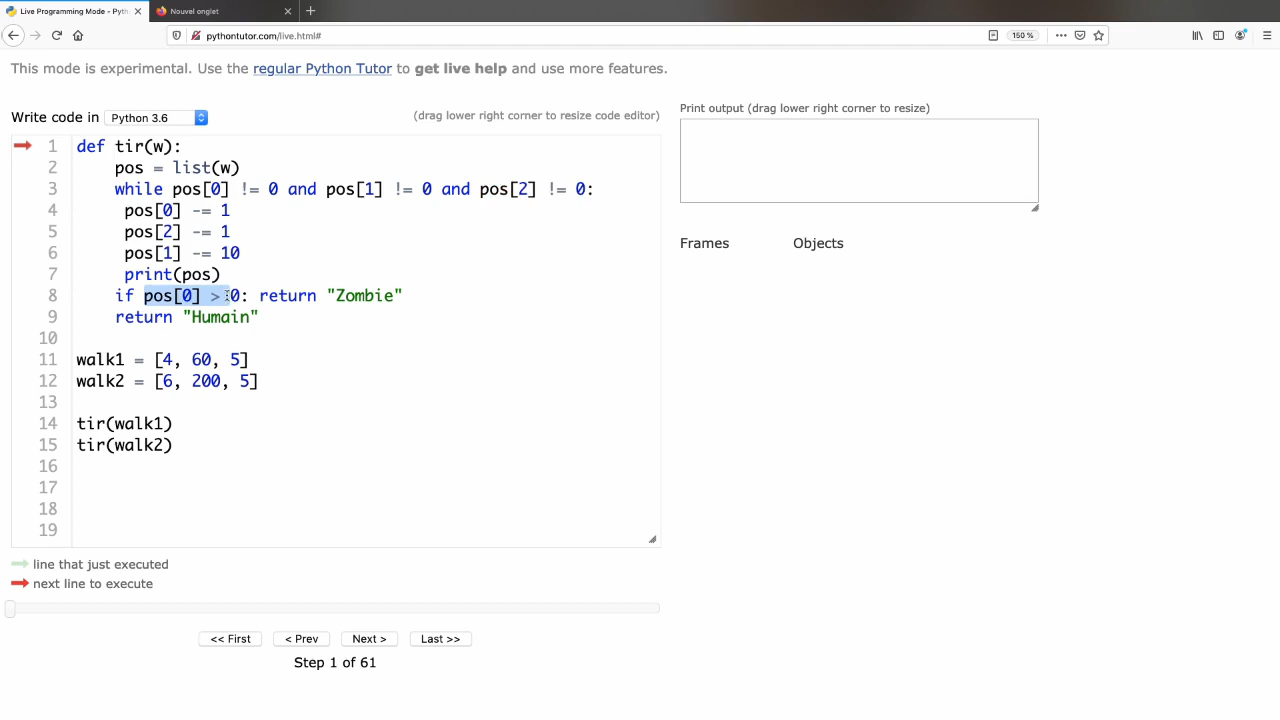 Live Programming Mode - Pyth
Nouvel onglet
pythontutor.com/live.html#
150 %
This mode is experimental. Use the regular Python Tutor to get live help and use more features.
Write code in Python 3.6
(drag lower right corner to resize code editor)
1 def tir(w):
2 pos = list(w)
3 while pos[0] != 0 and pos[1] != 0 and pos[2] != 0:
4 pos[0] -= 1
5 pos[2] -= 1
6 pos[1] -= 10
7 print(pos)
8 if pos[0] > 0: return "Zombie"
9 return "Humain"
10
11 walk1 = [4, 60, 5]
12 walk2 = [6, 200, 5]
13
14 tir(walk1)
15 tir(walk2)
16
17
18
19
line that just executed
next line to execute
<< First
< Prev
Next >
Last >>
Step 1 of 61
Print output (drag lower right corner to resize)
Frames
Objects